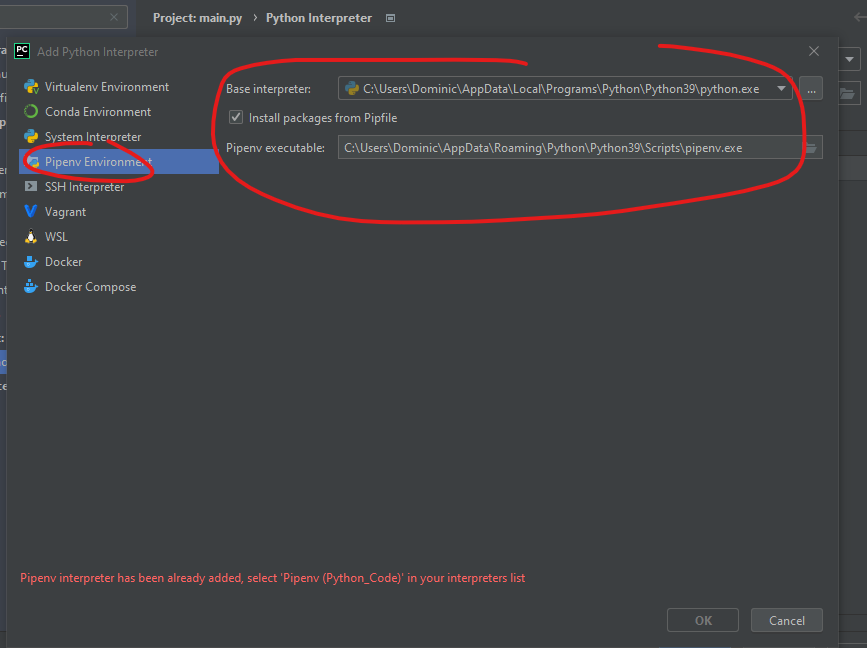 Project: main.py › Python Interpreter
PC Add Python Interpreter
Virtualenv Environment
Conda Environment
System Interpreter
Pipenv Environment
SSH Interpreter
Vagrant
WSL
Docker
Docker Compose
Base interpreter: C:\Users\Dominic\AppData\Local\Programs\Python\Python39\python.exe ...
Install packages from Pipfile
Pipenv executable: C:\Users\Dominic\AppData\Roaming\Python\Python39\Scripts\pipenv.exe
Pipenv interpreter has been already added, select 'Pipenv (Python_Code)' in your interpreters list
OK Cancel